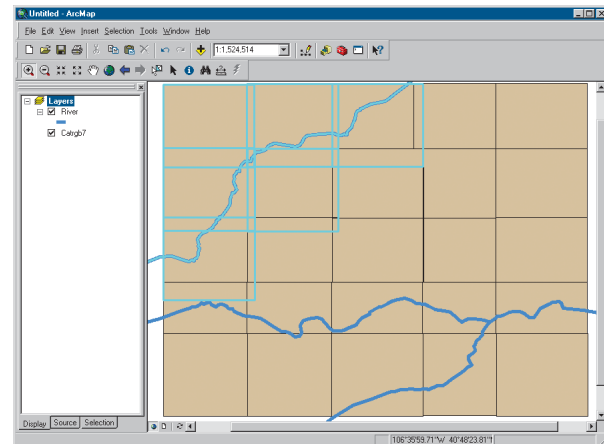 Untitled - ArcMap
File Edit View Insert Selection Tools Window Help
1:1,524,514
Layers
River
Catrgb7
Display Source Selection
106°35'59.71"W 40°48'23.81"N